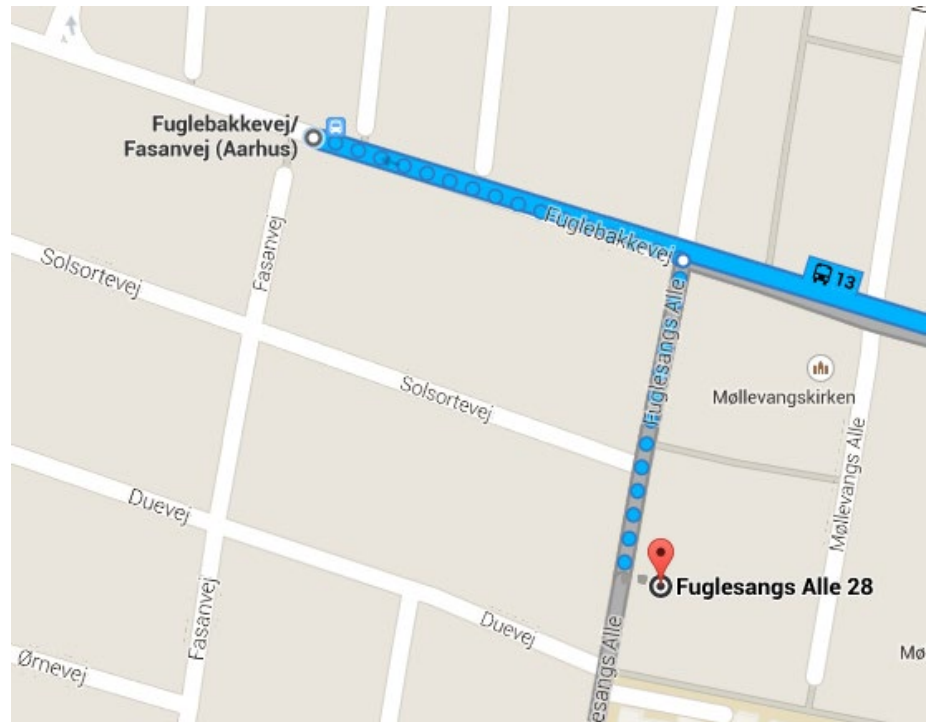 Fuglebakkevej/
Fasanvej (Aarhus)
Fuglebakkevej
13
Fasanvej
Solsortevej
Fuglesangs Alle
Møllevangskirken
Solsortevej
Møllevangs Alle
Duevej
Fuglesangs Alle 28
Fasanvej
Duevej
Ørnevej
esangs Alle
Mø